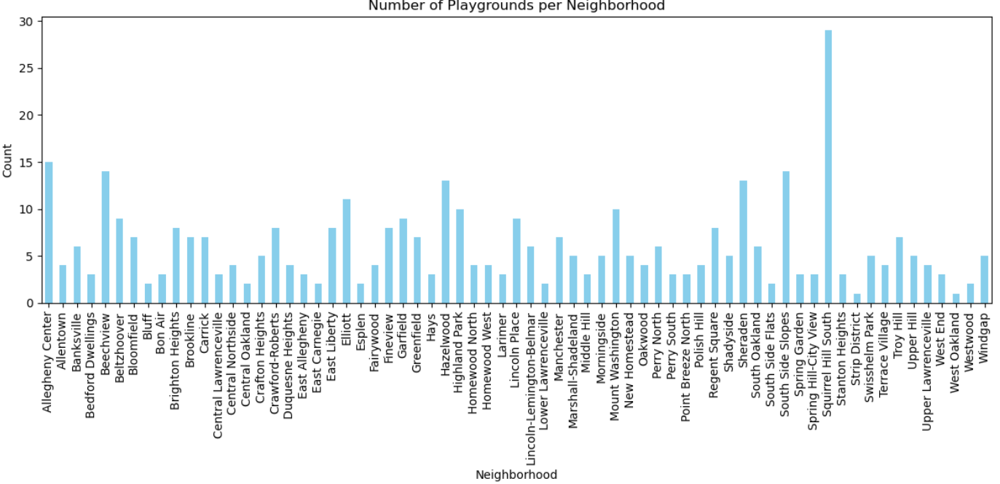 Number of Playgrounds per Neighborhood
Count
30
25
20
15
10
5
0
Allegheny Center
Allentown
Banksville
Bedford Dwellings
Beechview
Beltzhoover
Bloomfield
Bluff
Bon Air
Brighton Heights
Brookline
Carrick
Central Lawrenceville
Central Northside
Central Oakland
Crafton Heights
Crawford-Roberts
Duquesne Heights
East Allegheny
East Carnegie
East Liberty
Elliott
Esplen
Fairywood
Fineview
Garfield
Greenfield
Hays
Hazelwood
Highland Park
Homewood North
Homewood West
Larimer
Lincoln Place
Lincoln-Lemington-Belmar
Lower Lawrenceville
Manchester
Marshall-Shadeland
Middle Hill
Morningside
Mount Washington
New Homestead
Oakwood
Perry North
Perry South
Point Breeze North
Polish Hill
Regent Square
Shadyside
Sheraden
South Oakland
South Side Flats
South Side Slopes
Spring Garden
Spring Hill-City View
Squirrel Hill South
Stanton Heights
Strip District
Swisshelm Park
Terrace Village
Troy Hill
Upper Hill
Upper Lawrenceville
West End
West Oakland
Westwood
Windgap
Neighborhood